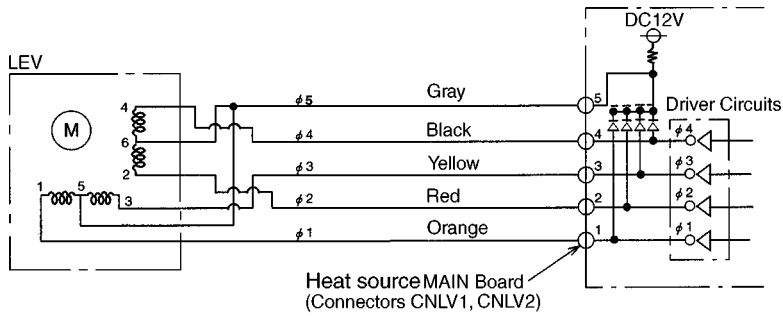 DC12V
LEV
ϕ5 Gray 5 Driver Circuits
4 ϕ4 Black 4 ϕ4
M
6 ϕ3 Yellow 3 ϕ3
2 ϕ2 Red 2 ϕ2
1 5 3
ϕ1 Orange 1 ϕ1
Heat source MAIN Board
(Connectors CNLV1, CNLV2)